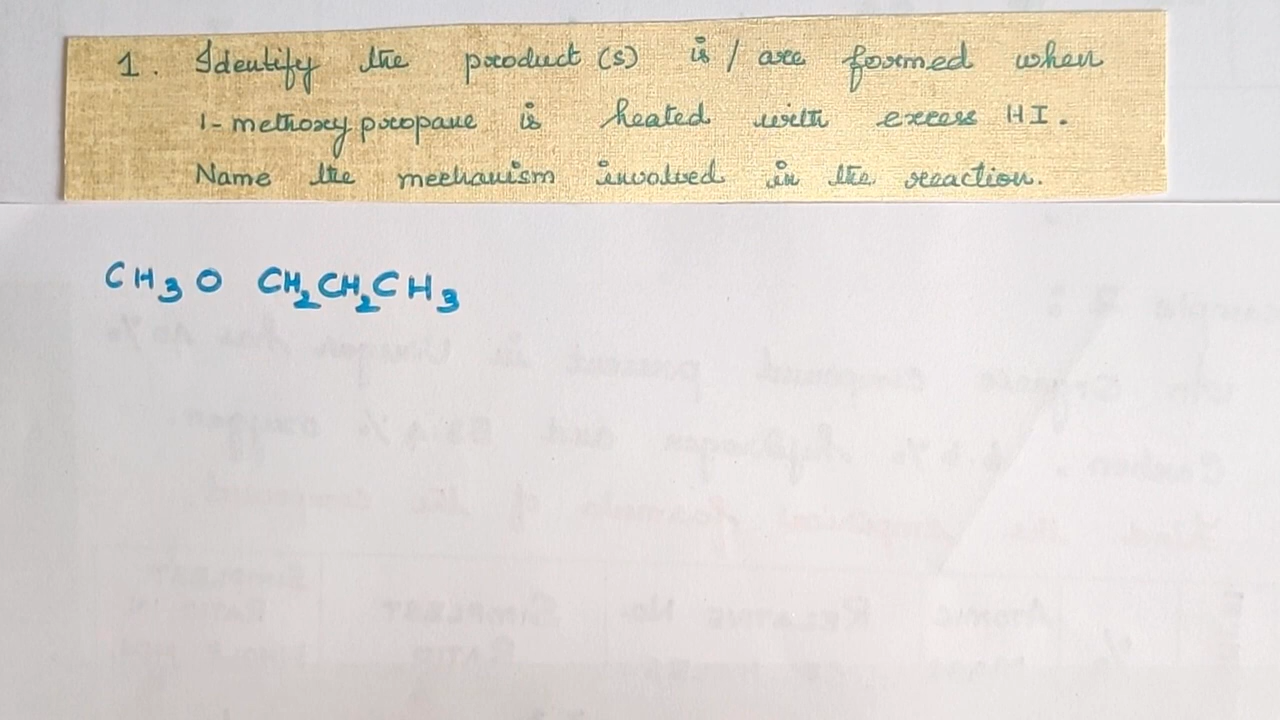 1. Identify the product (s) is / are formed when
1-methoxy propane is heated with excess HI.
Name the mechanism involved in the reaction.
CH3O CH2CH2CH3